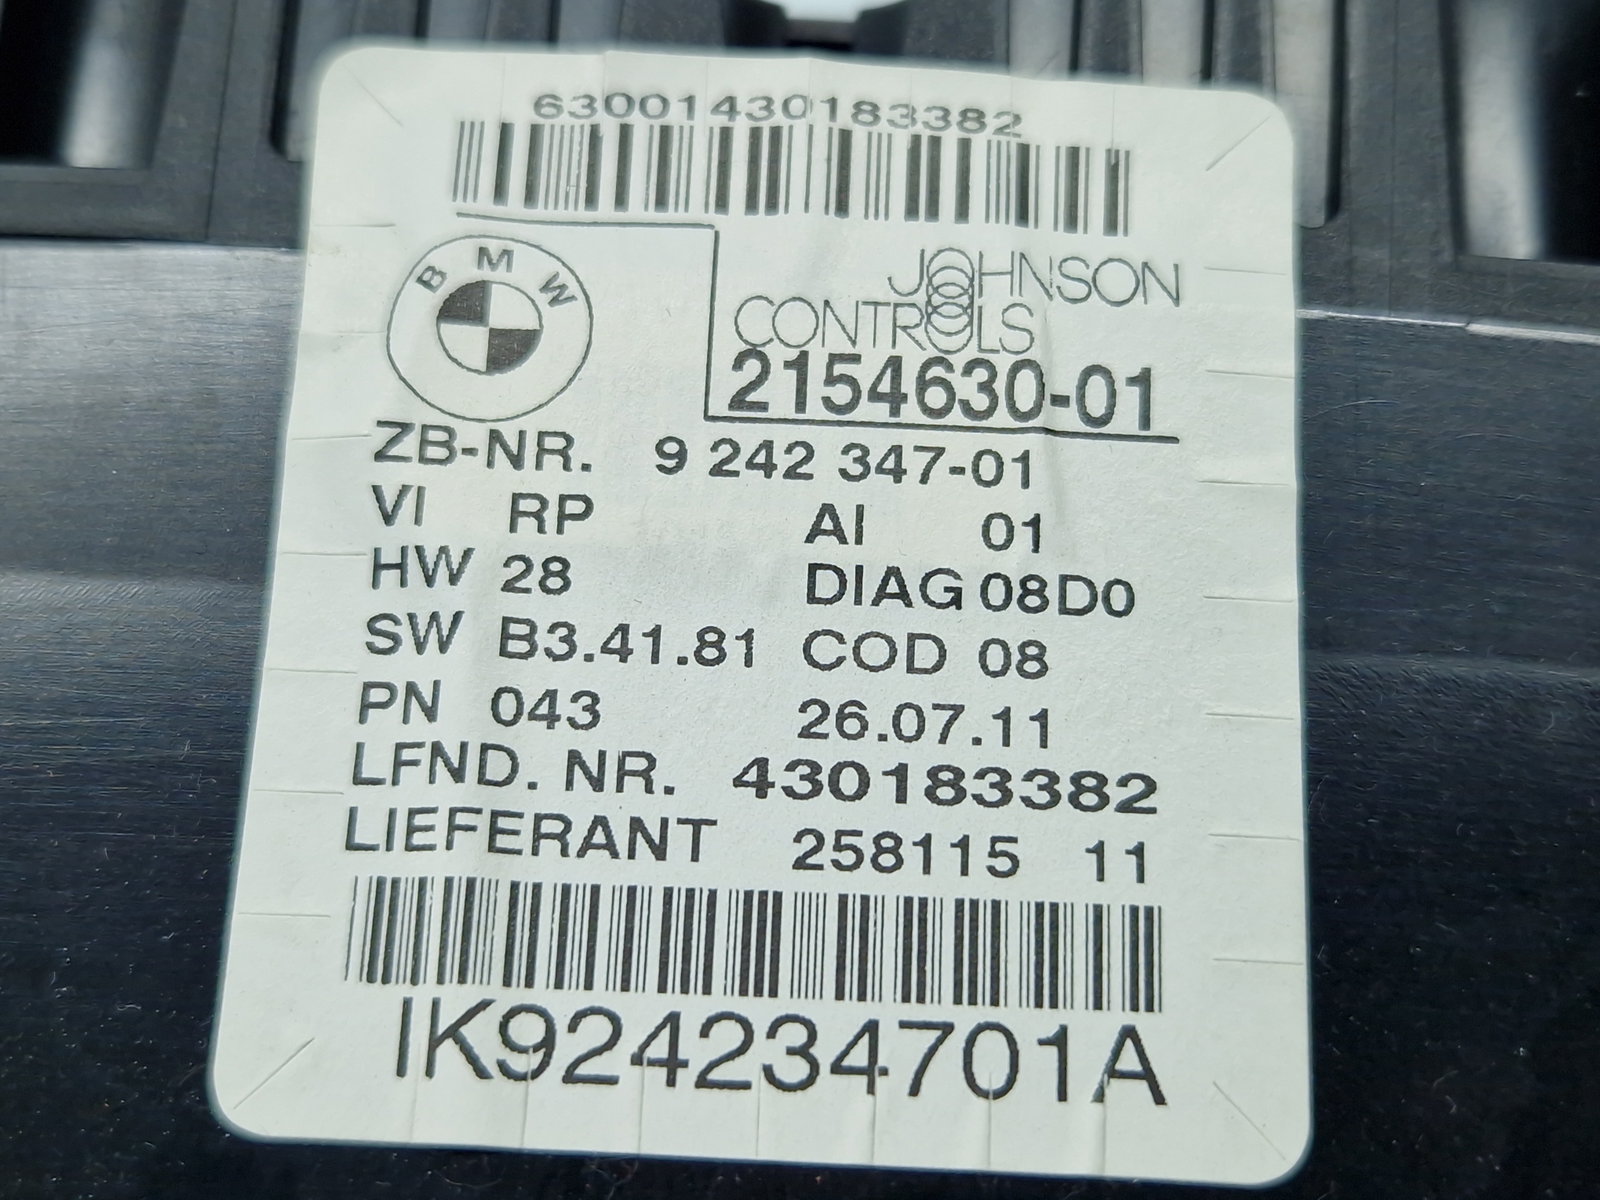 63001430183382
BMW
JOHNSON
CONTROLS
2154630-01
ZB-NR. 9 242 347-01
VI RP AI 01
HW 28 DIAG 08D0
SW B3.41.81 COD 08
PN 043 26.07.11
LFND. NR. 430183382
LIEFERANT 258115 11
IK924234701A